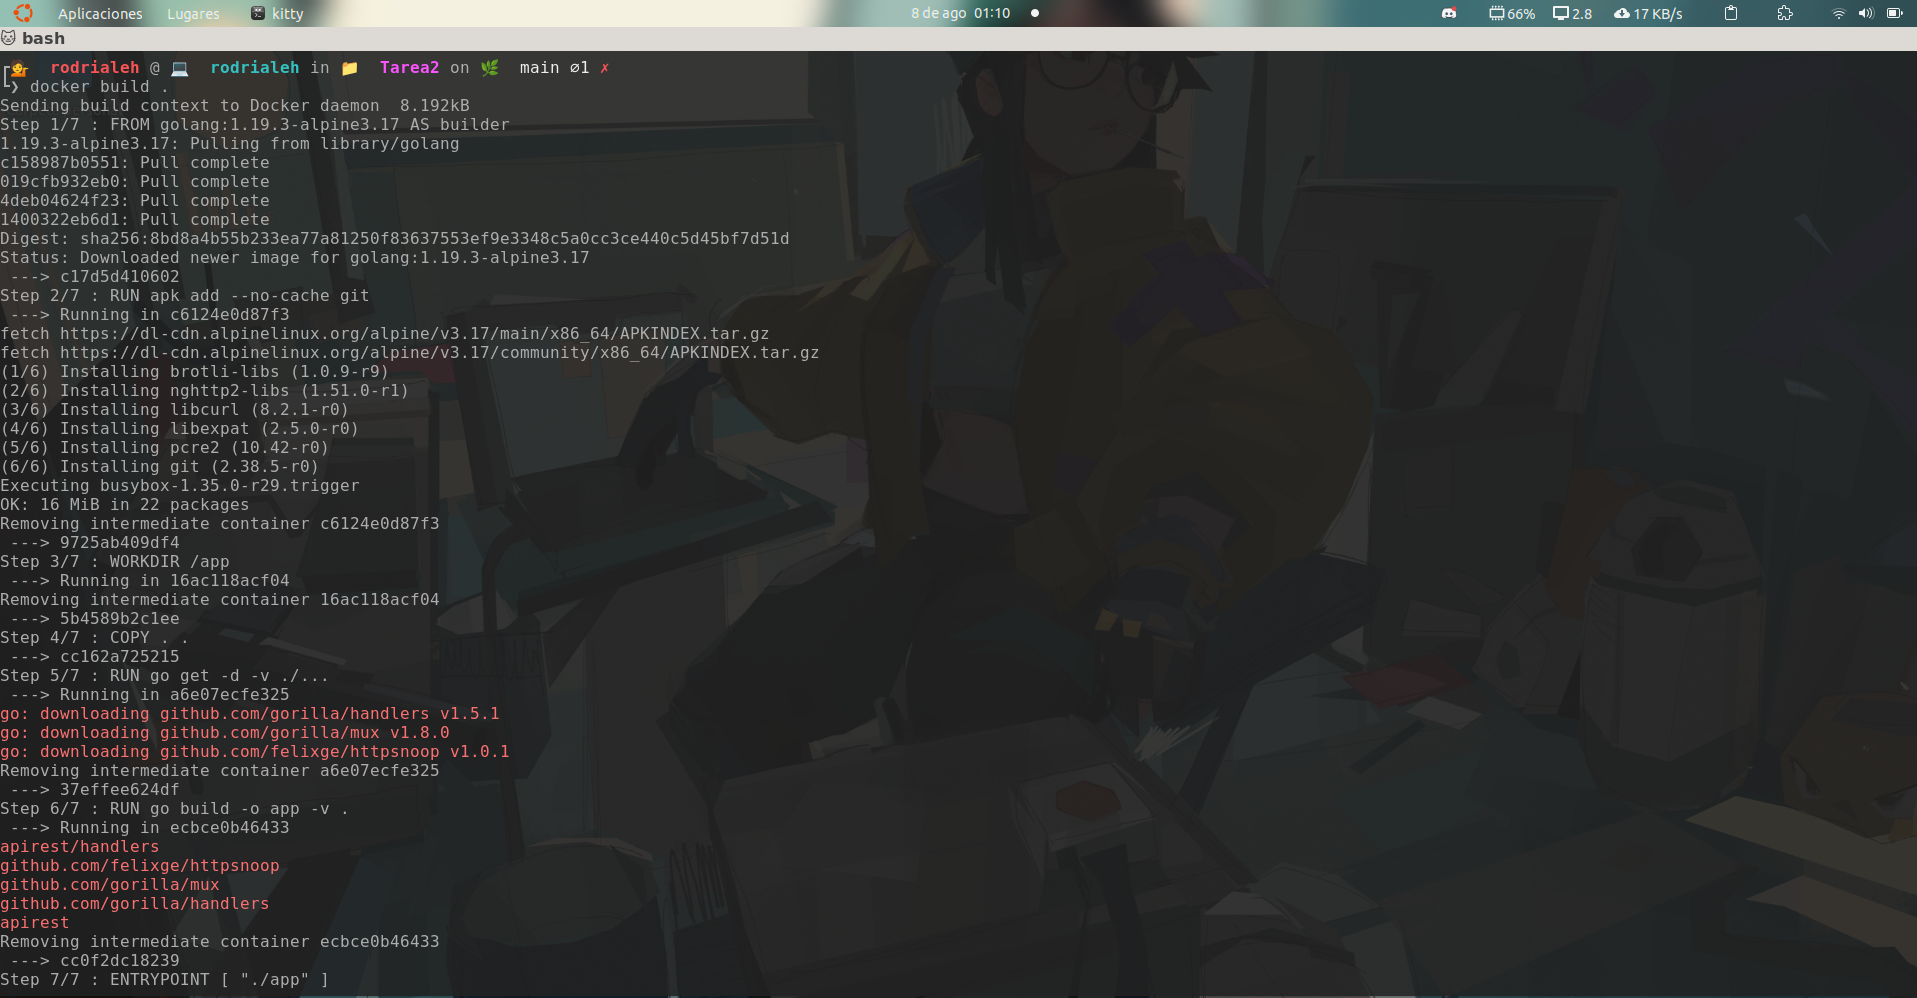 Aplicaciones Lugares kitty 8 de ago 01:10 66% 2.8 17 KB/s
bash
rodrialeh @ rodrialeh in Tarea2 on main ∅1 ✗
❯ docker build .
Sending build context to Docker daemon  8.192kB
Step 1/7 : FROM golang:1.19.3-alpine3.17 AS builder
1.19.3-alpine3.17: Pulling from library/golang
c158987b0551: Pull complete
019cfb932eb0: Pull complete
4deb04624f23: Pull complete
1400322eb6d1: Pull complete
Digest: sha256:8bd8a4b55b233ea77a81250f83637553ef9e3348c5a0cc3ce440c5d45bf7d51d
Status: Downloaded newer image for golang:1.19.3-alpine3.17
 ---> c17d5d410602
Step 2/7 : RUN apk add --no-cache git
 ---> Running in c6124e0d87f3
fetch https://dl-cdn.alpinelinux.org/alpine/v3.17/main/x86_64/APKINDEX.tar.gz
fetch https://dl-cdn.alpinelinux.org/alpine/v3.17/community/x86_64/APKINDEX.tar.gz
(1/6) Installing brotli-libs (1.0.9-r9)
(2/6) Installing nghttp2-libs (1.51.0-r1)
(3/6) Installing libcurl (8.2.1-r0)
(4/6) Installing libexpat (2.5.0-r0)
(5/6) Installing pcre2 (10.42-r0)
(6/6) Installing git (2.38.5-r0)
Executing busybox-1.35.0-r29.trigger
OK: 16 MiB in 22 packages
Removing intermediate container c6124e0d87f3
 ---> 9725ab409df4
Step 3/7 : WORKDIR /app
 ---> Running in 16ac118acf04
Removing intermediate container 16ac118acf04
 ---> 5b4589b2c1ee
Step 4/7 : COPY . .
 ---> cc162a725215
Step 5/7 : RUN go get -d -v ./...
 ---> Running in a6e07ecfe325
go: downloading github.com/gorilla/handlers v1.5.1
go: downloading github.com/gorilla/mux v1.8.0
go: downloading github.com/felixge/httpsnoop v1.0.1
Removing intermediate container a6e07ecfe325
 ---> 37effee624df
Step 6/7 : RUN go build -o app -v .
 ---> Running in ecbce0b46433
apirest/handlers
github.com/felixge/httpsnoop
github.com/gorilla/mux
github.com/gorilla/handlers
apirest
Removing intermediate container ecbce0b46433
 ---> cc0f2dc18239
Step 7/7 : ENTRYPOINT [ "./app" ]